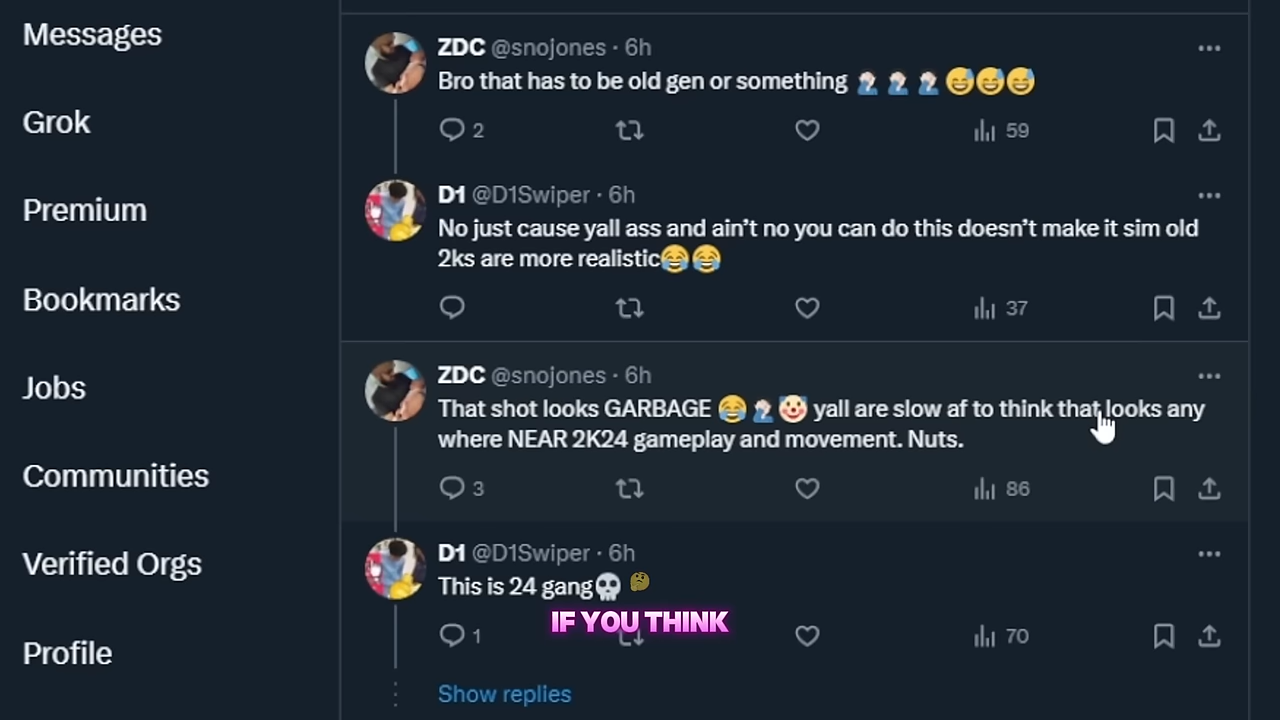 Messages
Grok
Premium
Bookmarks
Jobs
Communities
Verified Orgs
Profile
ZDC @snojones · 6h
Bro that has to be old gen or something 🤦🏻‍♂️🤦🏻‍♂️🤦🏻‍♂️😅😅😅
2 59
D1 @D1Swiper · 6h
No just cause yall ass and ain’t no you can do this doesn’t make it sim old
2ks are more realistic😂😂
37
ZDC @snojones · 6h
That shot looks GARBAGE 😂🤦🏻‍♂️🤡 yall are slow af to think that looks any
where NEAR 2K24 gameplay and movement. Nuts.
3 86
D1 @D1Swiper · 6h
This is 24 gang💀🤔
IF YOU THINK
1 70
Show replies